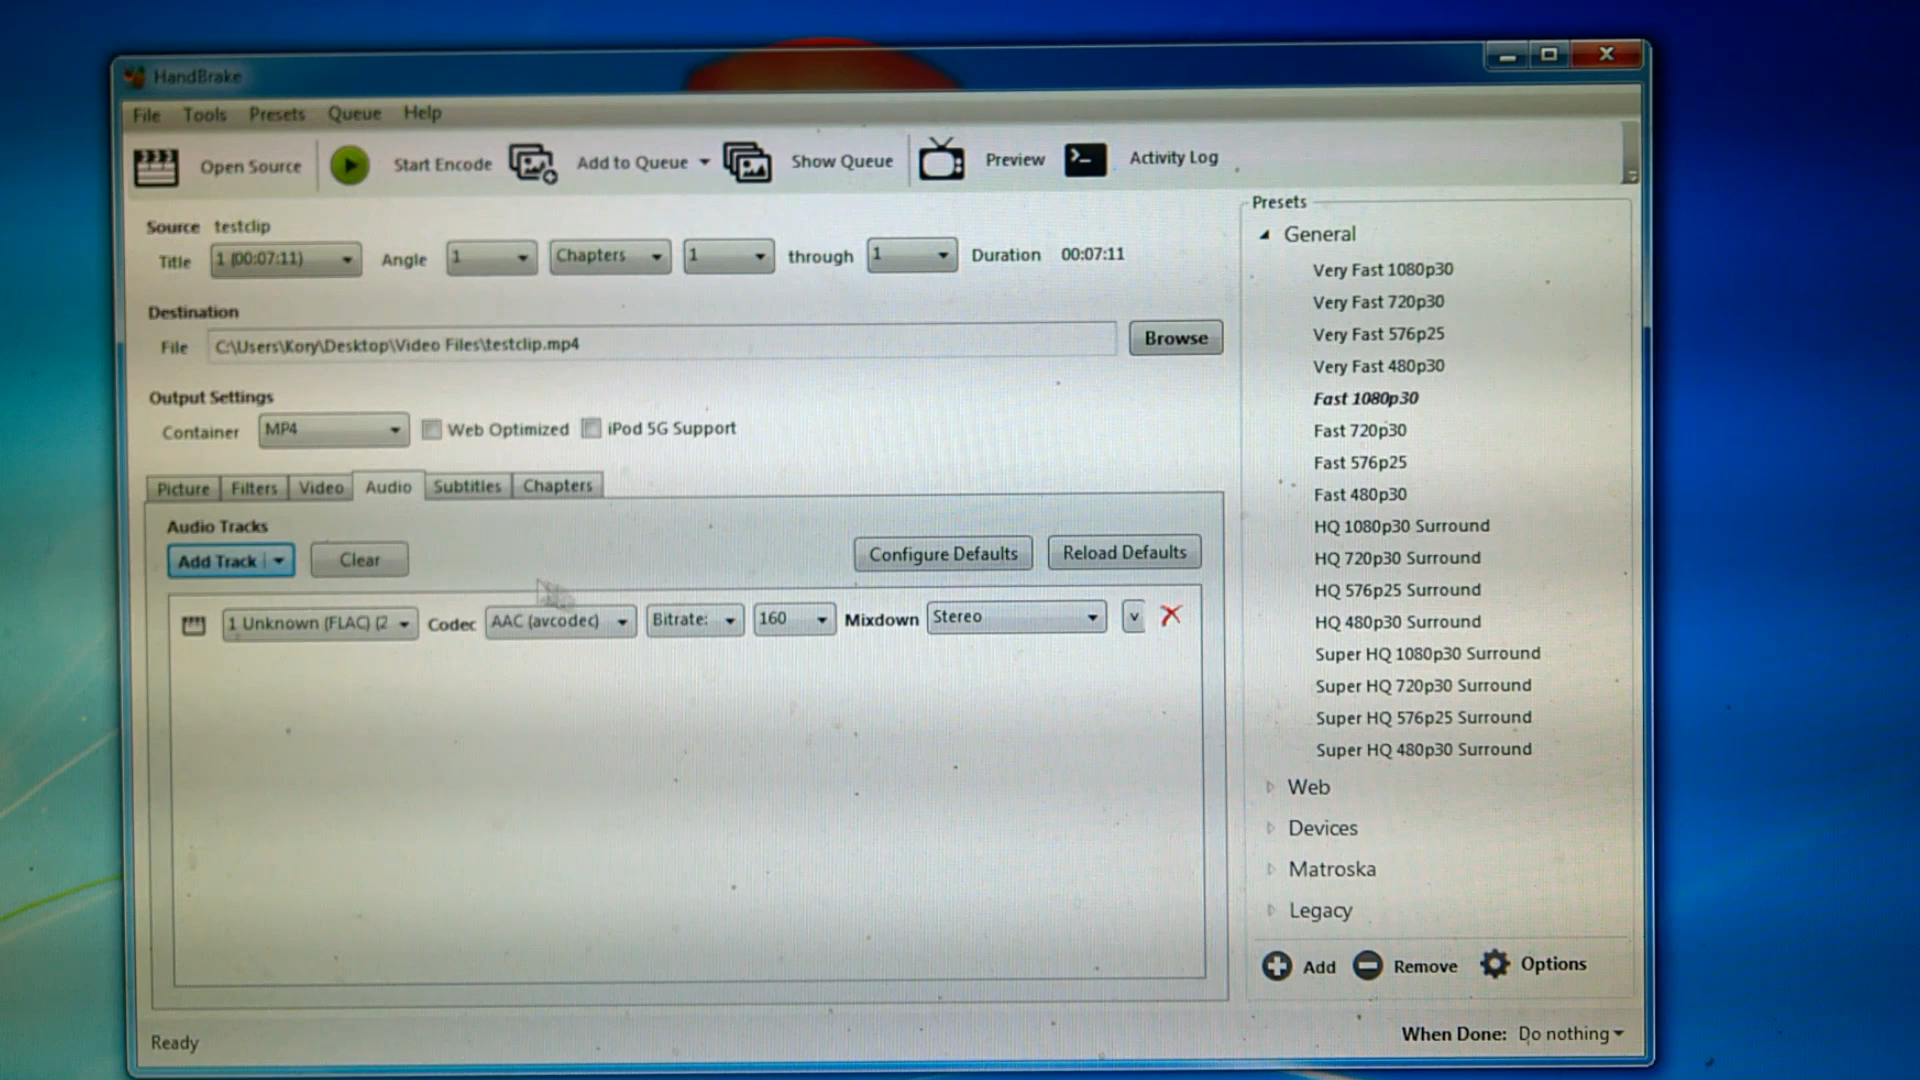 HandBrake
File Tools Presets Queue Help
Open Source Start Encode Add to Queue Show Queue Preview Activity Log
Source testclip
Title 1 (00:07:11) Angle 1 Chapters 1 through 1 Duration 00:07:11
Destination
File C:\Users\Kory\Desktop\Video Files\testclip.mp4 Browse
Output Settings
Container MP4 Web Optimized iPod 5G Support
Picture Filters Video Audio Subtitles Chapters
Audio Tracks
Add Track Clear Configure Defaults Reload Defaults
1 Unknown (FLAC) (2 Codec AAC (avcodec) Bitrate: 160 Mixdown Stereo
Presets
General
Very Fast 1080p30
Very Fast 720p30
Very Fast 576p25
Very Fast 480p30
Fast 1080p30
Fast 720p30
Fast 576p25
Fast 480p30
HQ 1080p30 Surround
HQ 720p30 Surround
HQ 576p25 Surround
HQ 480p30 Surround
Super HQ 1080p30 Surround
Super HQ 720p30 Surround
Super HQ 576p25 Surround
Super HQ 480p30 Surround
Web
Devices
Matroska
Legacy
Add Remove Options
Ready
When Done: Do nothing